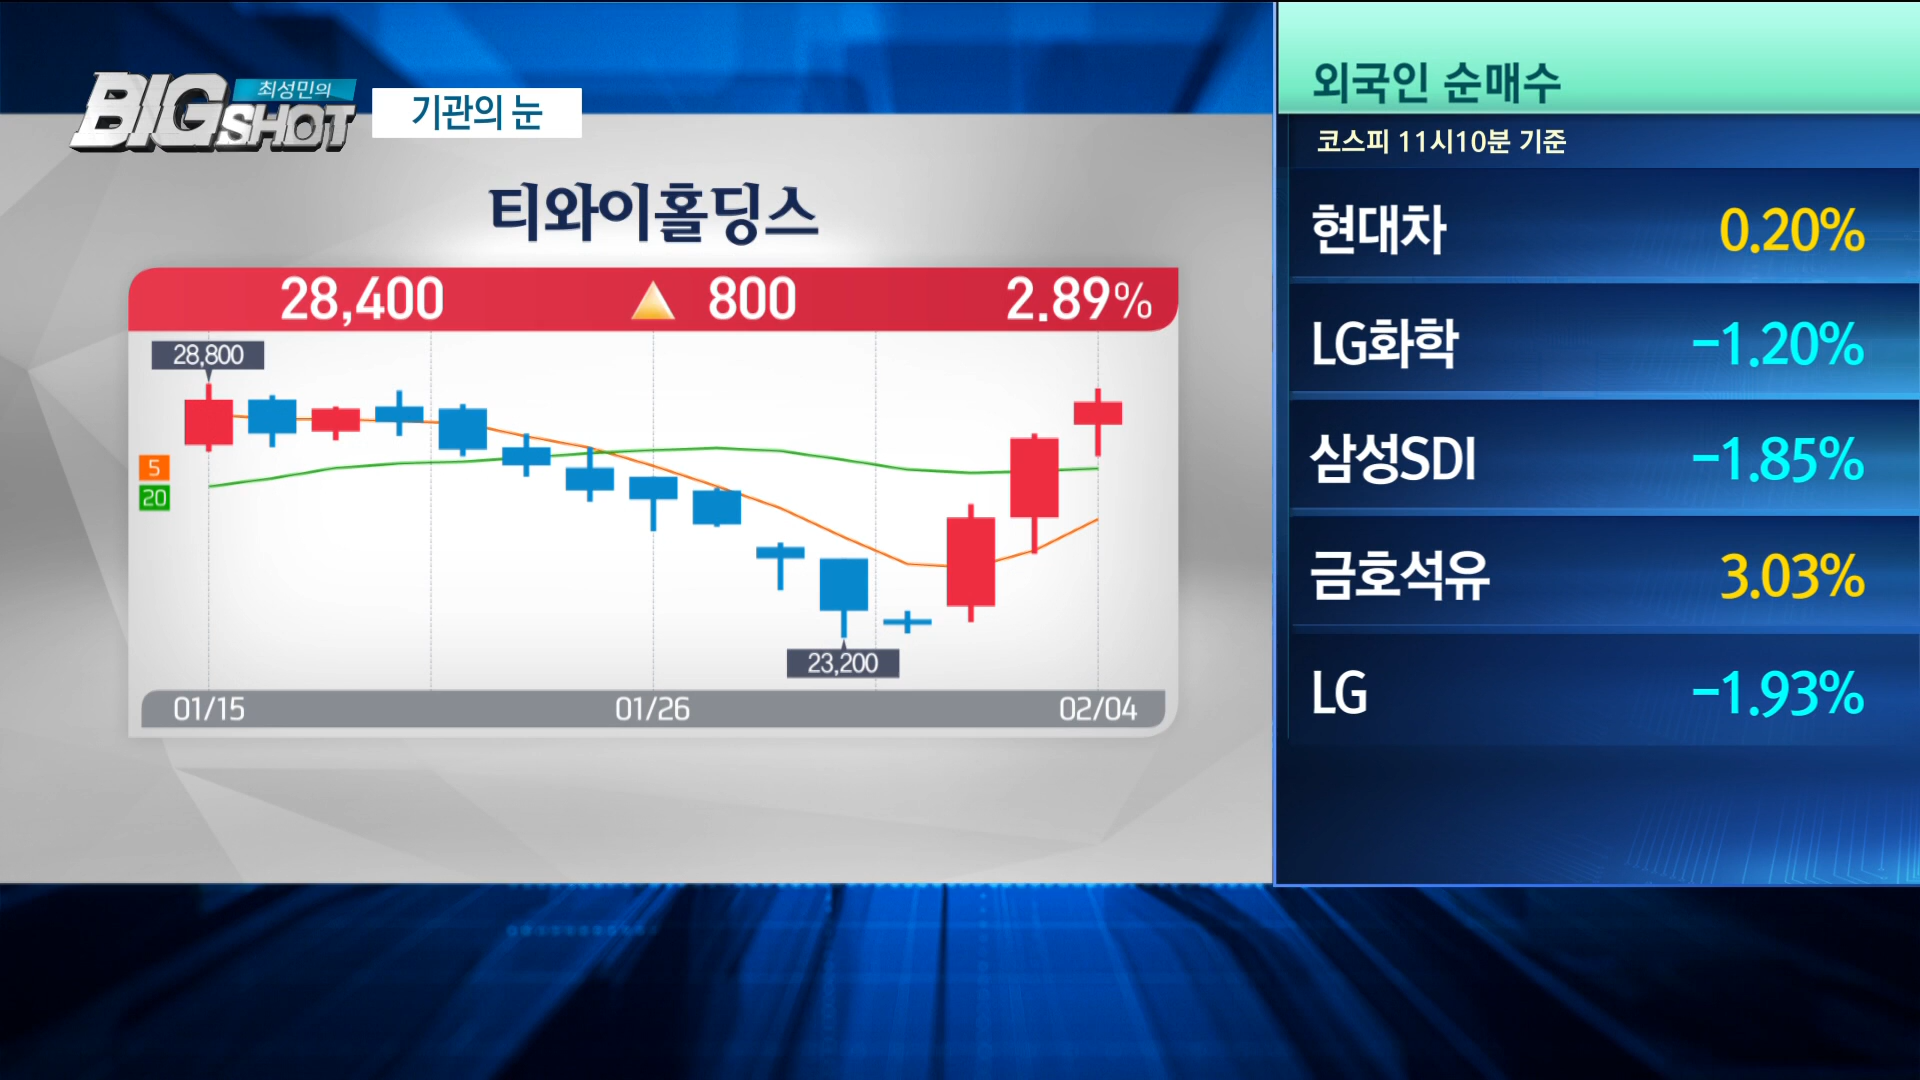 BIG
최성민의
SHOT
기관의 눈
티와이홀딩스
28,400 ▲ 800 2.89%
28,800
5
20
23,200
01/15 01/26 02/04
외국인 순매수
코스피 11시10분 기준
현대차 0.20%
LG화학 -1.20%
삼성SDI -1.85%
금호석유 3.03%
LG -1.93%